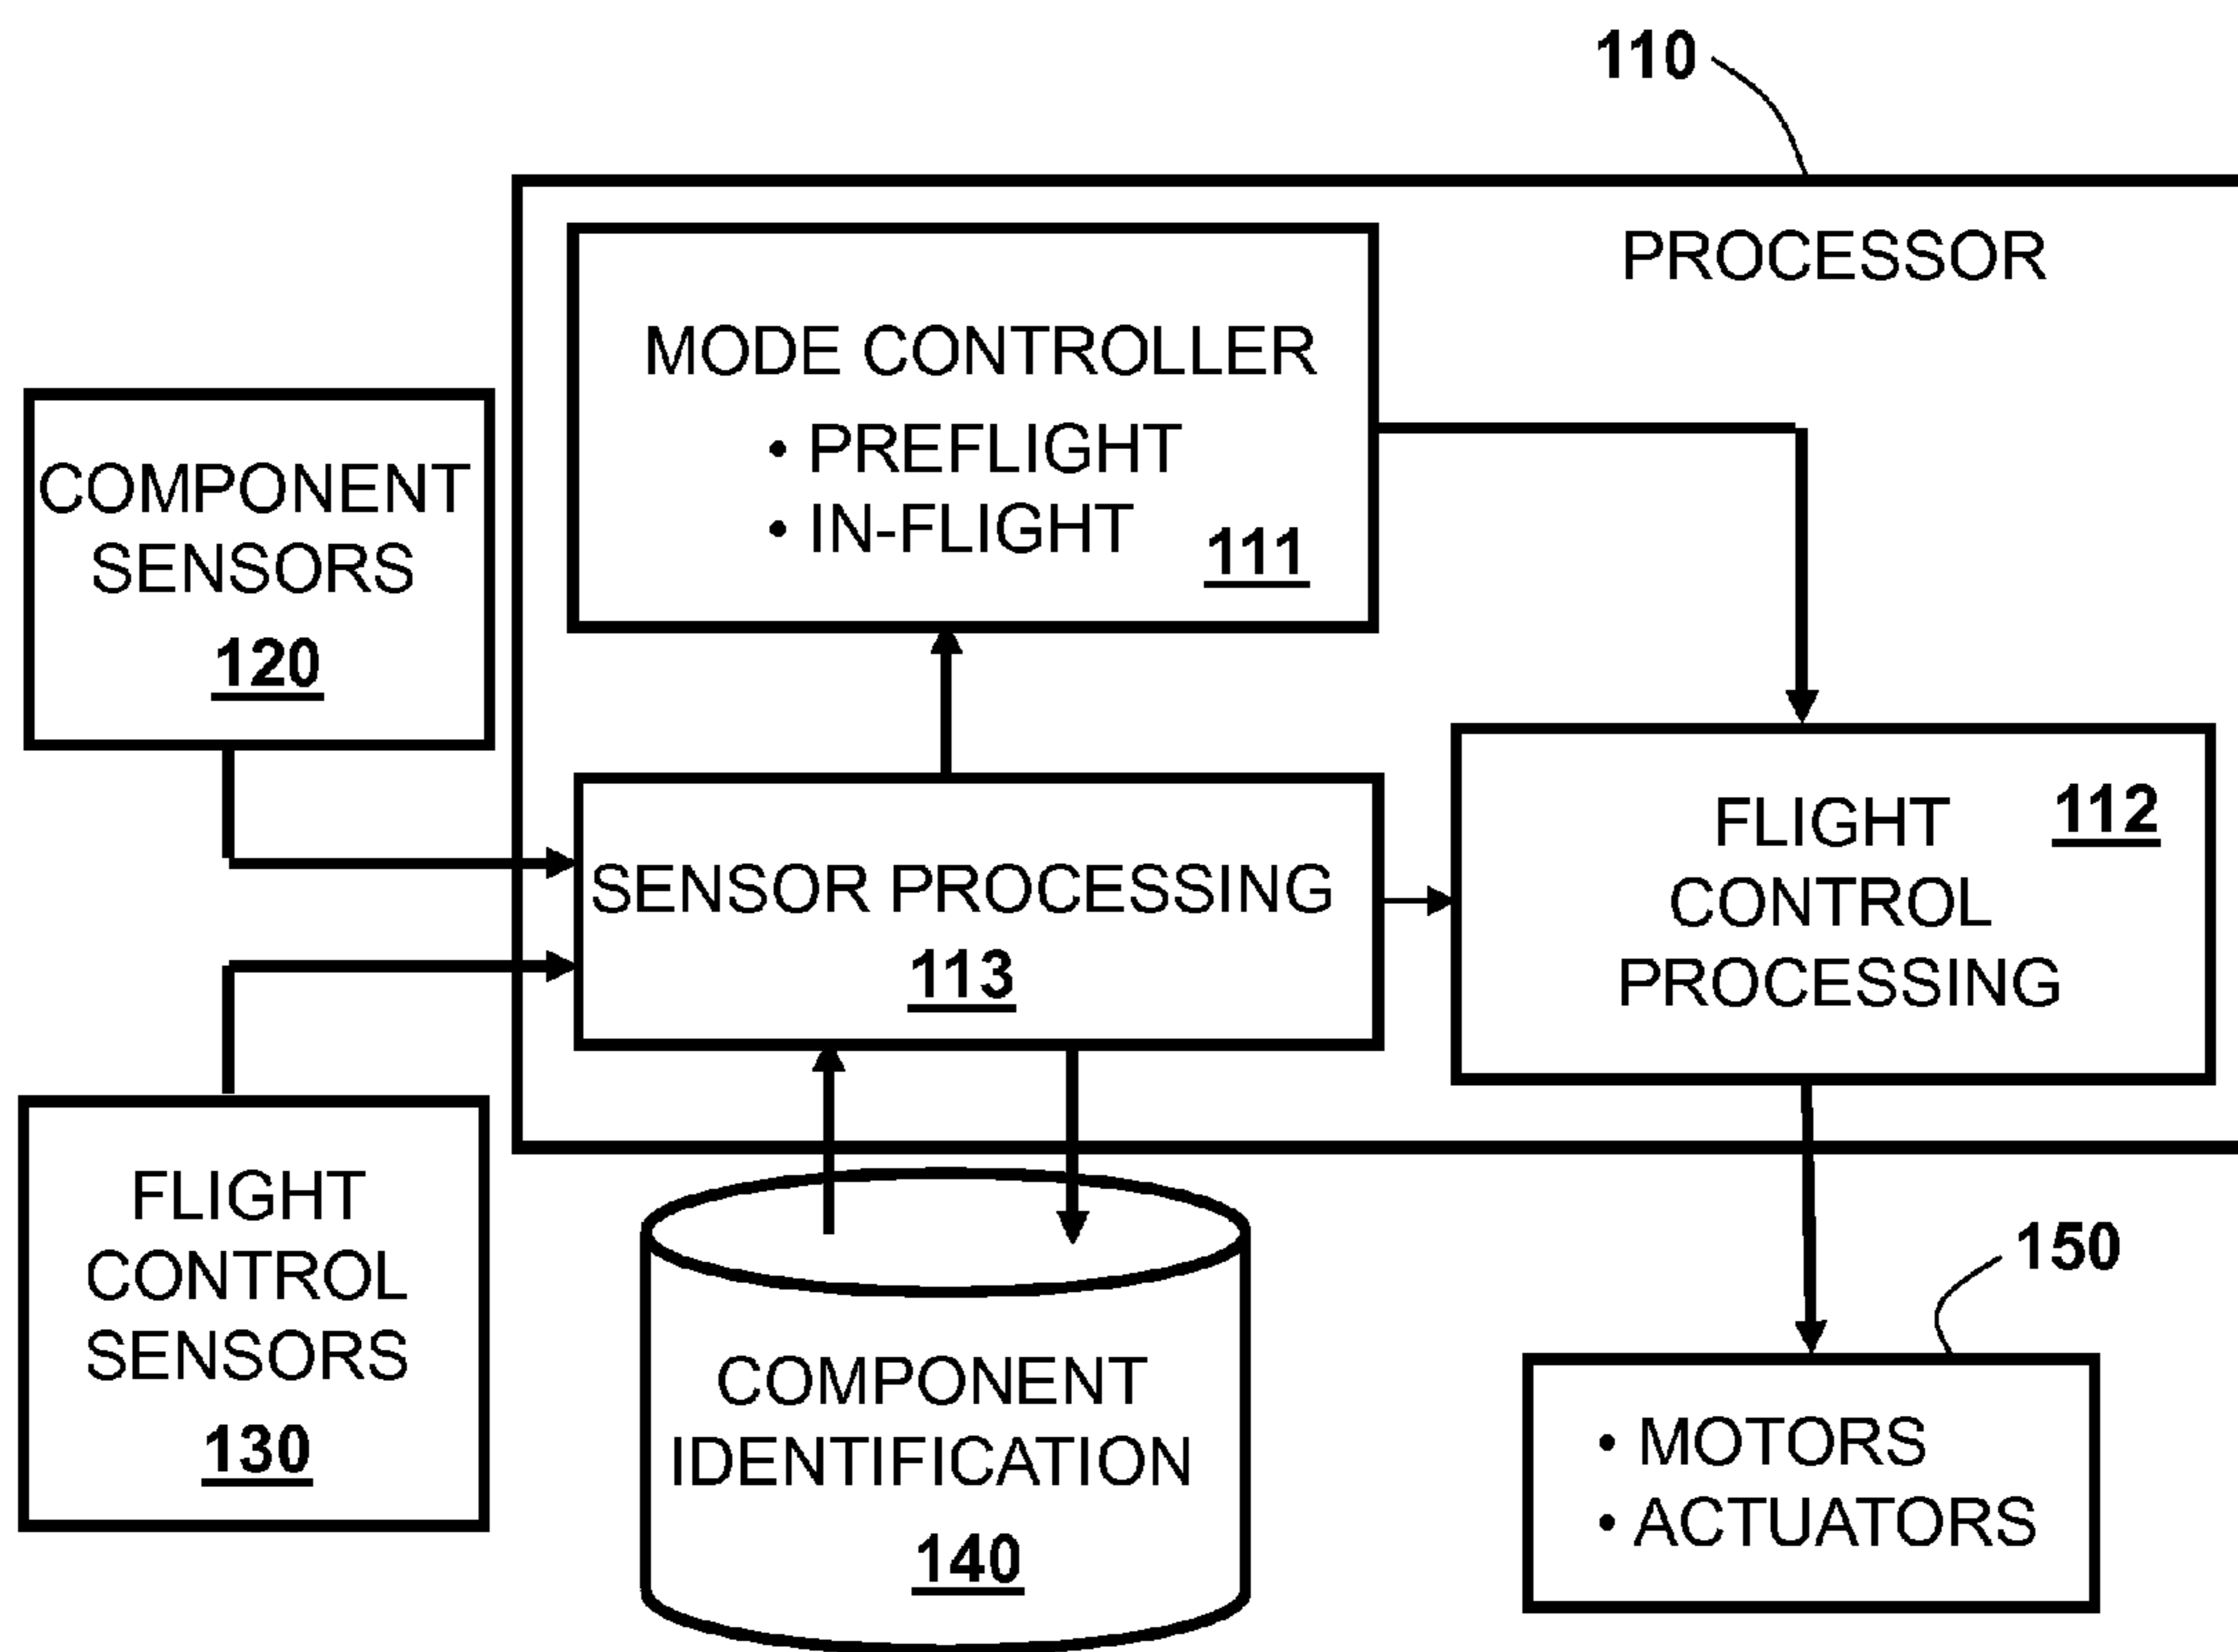 110
PROCESSOR
MODE CONTROLLER
• PREFLIGHT
• IN-FLIGHT
111
COMPONENT
SENSORS
120
SENSOR PROCESSING
113
FLIGHT
CONTROL
PROCESSING
112
FLIGHT
CONTROL
SENSORS
130
COMPONENT
IDENTIFICATION
140
150
• MOTORS
• ACTUATORS